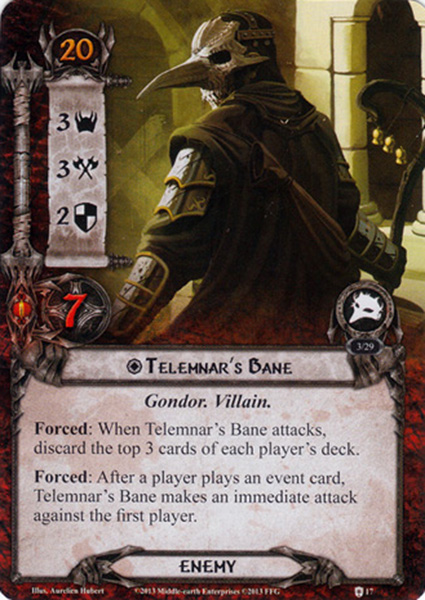 20
3
3
2
7
3/29
Telemnar's Bane
Gondor. Villain.
Forced: When Telemnar's Bane attacks,
discard the top 3 cards of each player's deck.
Forced: After a player plays an event card,
Telemnar's Bane makes an immediate attack
against the first player.
ENEMY
Illus. Aurelien Hubert ©2013 Middle-earth Enterprises ©2013 FFG 17